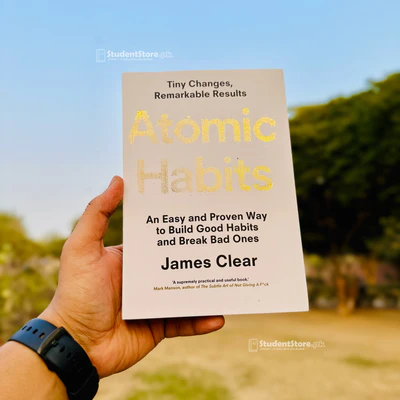 StudentStore.pk
Tiny Changes,
Remarkable Results
Atomic
Habits
An Easy and Proven Way
to Build Good Habits
and Break Bad Ones
James Clear
'A supremely practical and useful book.'
Mark Manson, author of The Subtle Art of Not Giving A F*ck
StudentStore.pk